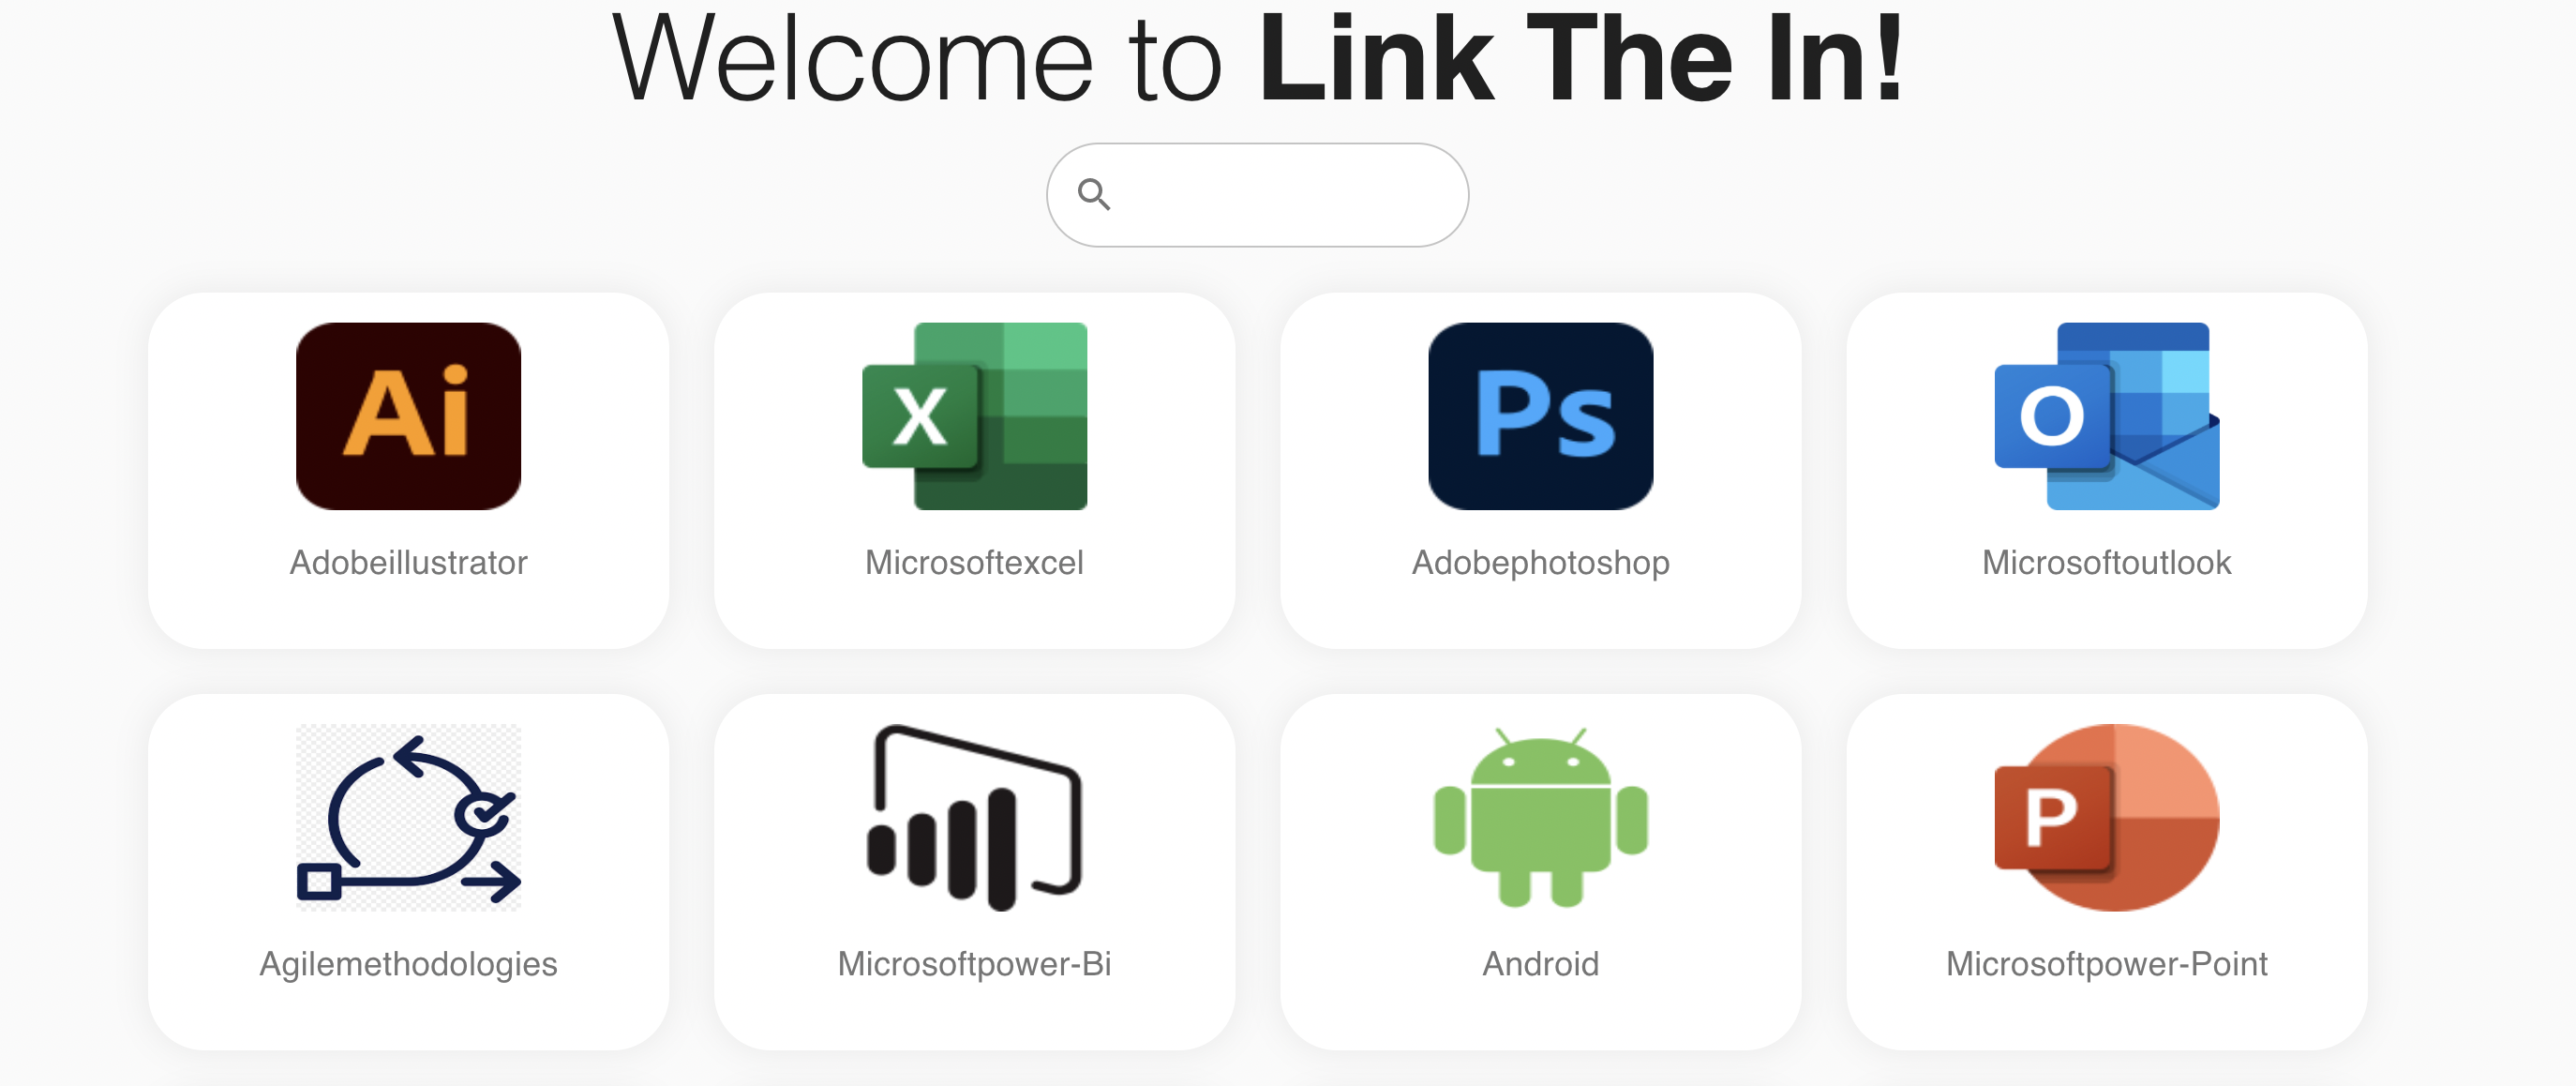 Welcome to Link The In!
Ai
X
Ps
O
Adobeillustrator
Microsoftexcel
Adobephotoshop
Microsoftoutlook
P
Agilemethodologies
Microsoftpower-Bi
Android
Microsoftpower-Point